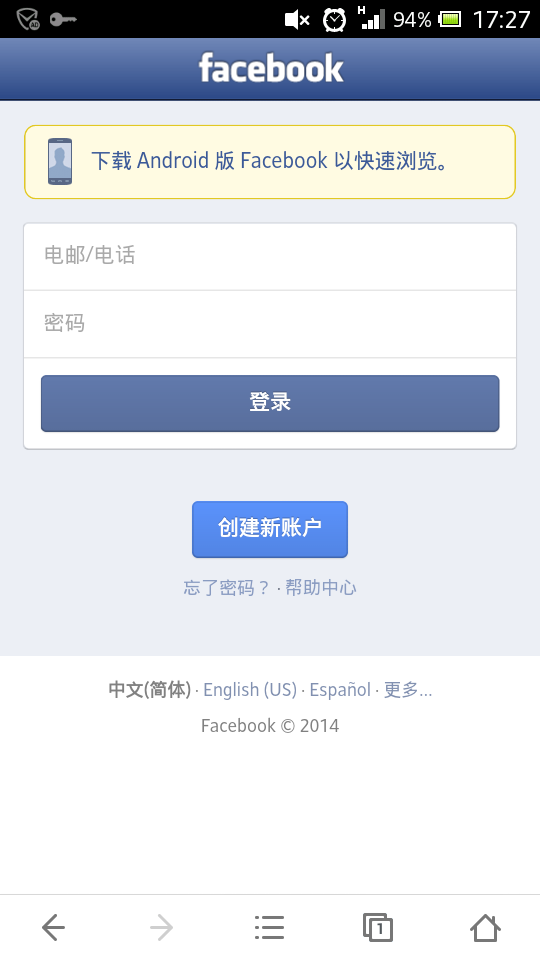 AD H 94% 17:27
facebook
下载 Android 版 Facebook 以快速浏览。
电邮/电话
密码
登录
创建新账户
忘了密码？ · 帮助中心
中文(简体) · English (US) · Español · 更多...
Facebook © 2014
1